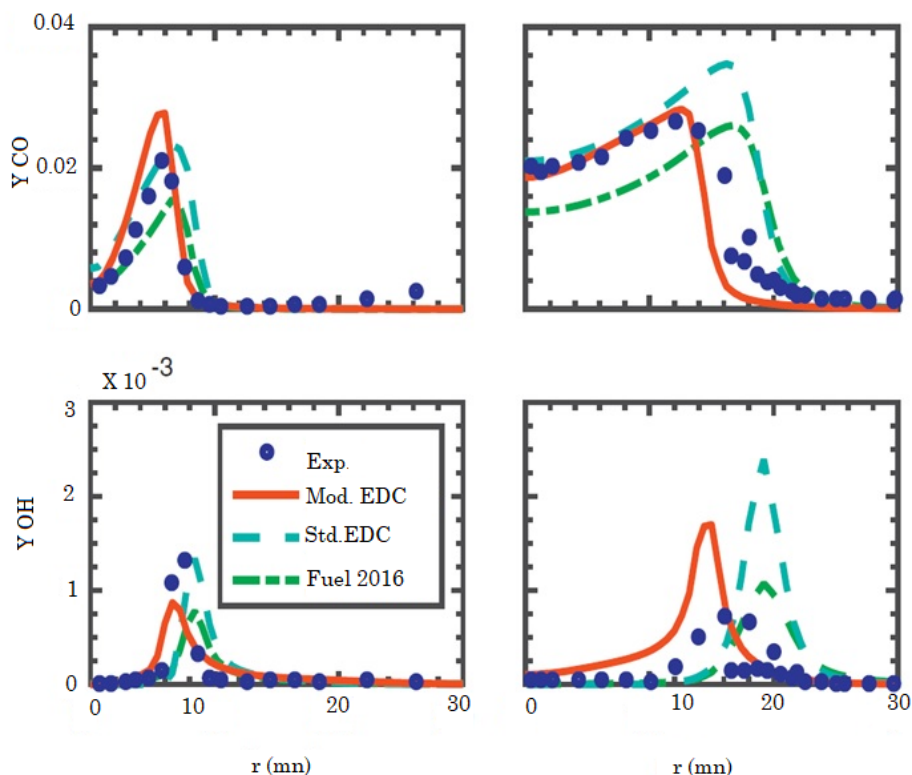 0.04
Y CO
0.02
0
X 10 -3
3
Y OH
2
1
0
Exp.
Mod. EDC
Std.EDC
Fuel 2016
0 10 20 30
0 10 20 30
r (mn) r (mn)